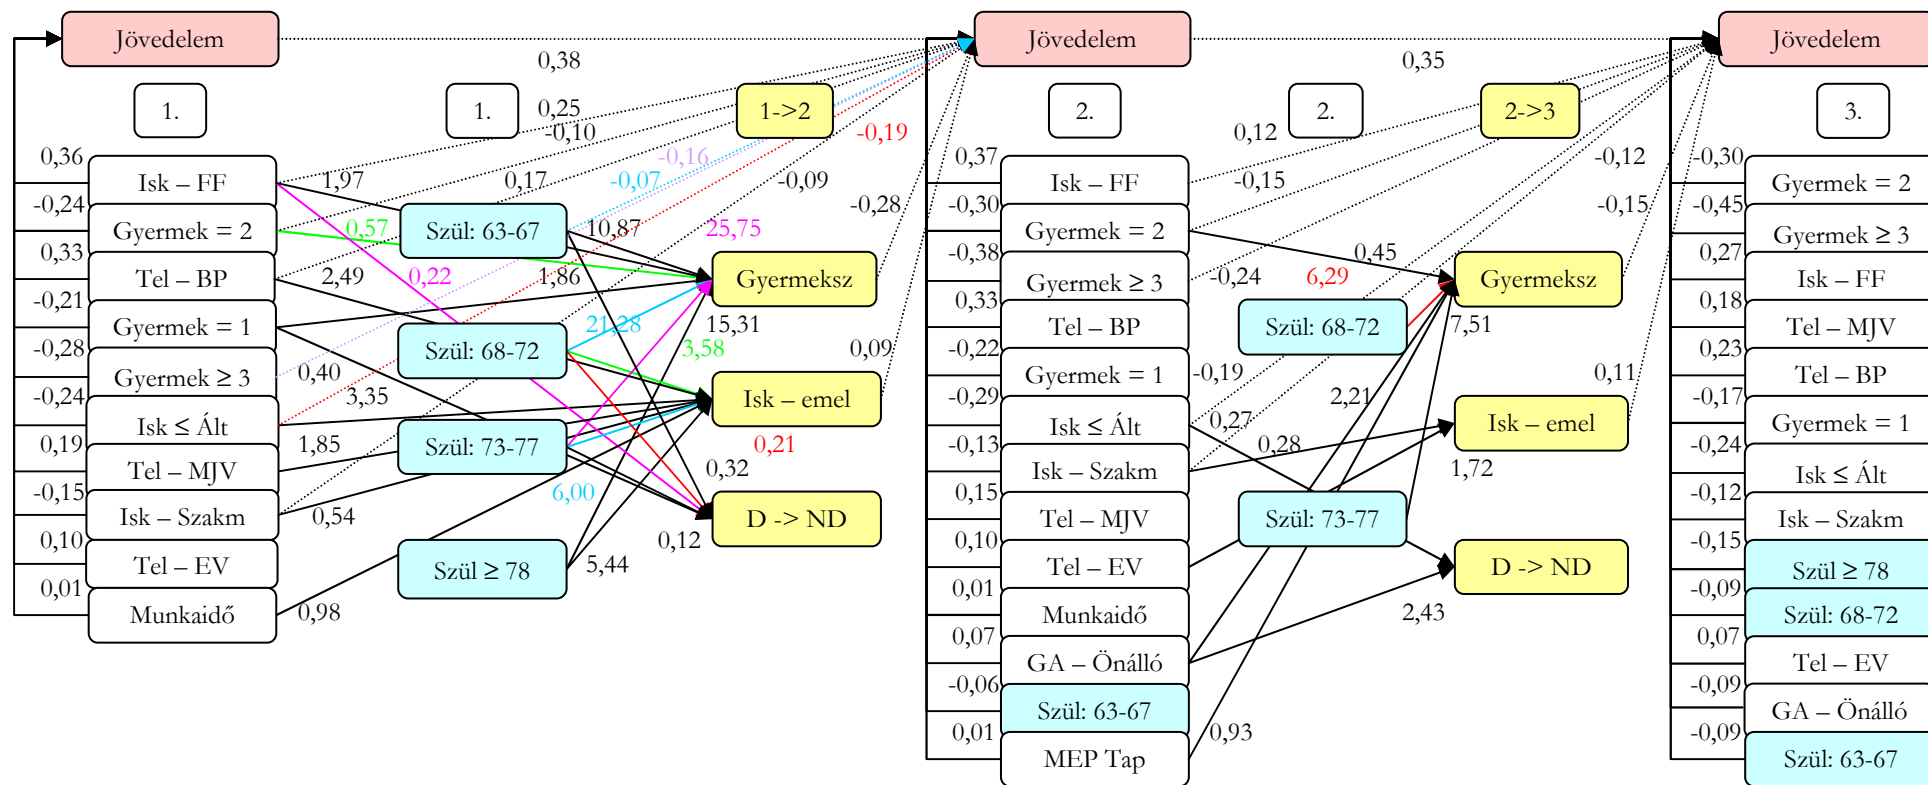 Jövedelem
Jövedelem
Jövedelem
0,38
0,35
1.
1.
1->2
2.
2.
2->3
3.
0,25
-0,10
-0,19
0,12
-0,12
0,36
-0,16
0,37
-0,30
Isk – FF
1,97
0,17
-0,07
-0,09
Isk – FF
-0,15
Gyermek = 2
-0,24
-0,28
-0,30
-0,15
-0,45
Gyermek = 2
0,57
Szül: 63-67
10,87
25,75
Gyermek = 2
Gyermek ≥ 3
0,33
-0,38
0,45
0,27
Tel – BP
2,49
0,22
1,86
Gyermeksz
Gyermek ≥ 3
-0,24
6,29
Gyermeksz
Isk – FF
-0,21
0,33
0,18
Gyermek = 1
21,28
15,31
Tel – BP
Szül: 68-72
7,51
Tel – MJV
Szül: 68-72
3,58
-0,28
-0,22
0,23
Gyermek ≥ 3
0,40
0,09
Gyermek = 1
-0,19
0,11
Tel – BP
-0,24
3,35
Isk – emel
-0,29
2,21
-0,17
Isk ≤ Ált
Isk ≤ Ált
0,27
Isk – emel
Gyermek = 1
0,19
1,85
Szül: 73-77
0,21
-0,13
0,28
-0,24
Tel – MJV
0,32
Isk – Szakm
1,72
Isk ≤ Ált
-0,15
6,00
0,15
-0,12
Isk – Szakm
0,54
D -> ND
Tel – MJV
Szül: 73-77
Isk – Szakm
0,10
0,12
0,10
-0,15
Tel – EV
Szül ≥ 78
5,44
Tel – EV
D -> ND
Szül ≥ 78
0,01
0,01
-0,09
Munkaidő
0,98
Munkaidő
2,43
Szül: 68-72
0,07
0,07
GA – Önálló
Tel – EV
-0,06
-0,09
Szül: 63-67
GA – Önálló
0,01
0,93
-0,09
MEP Tap
Szül: 63-67